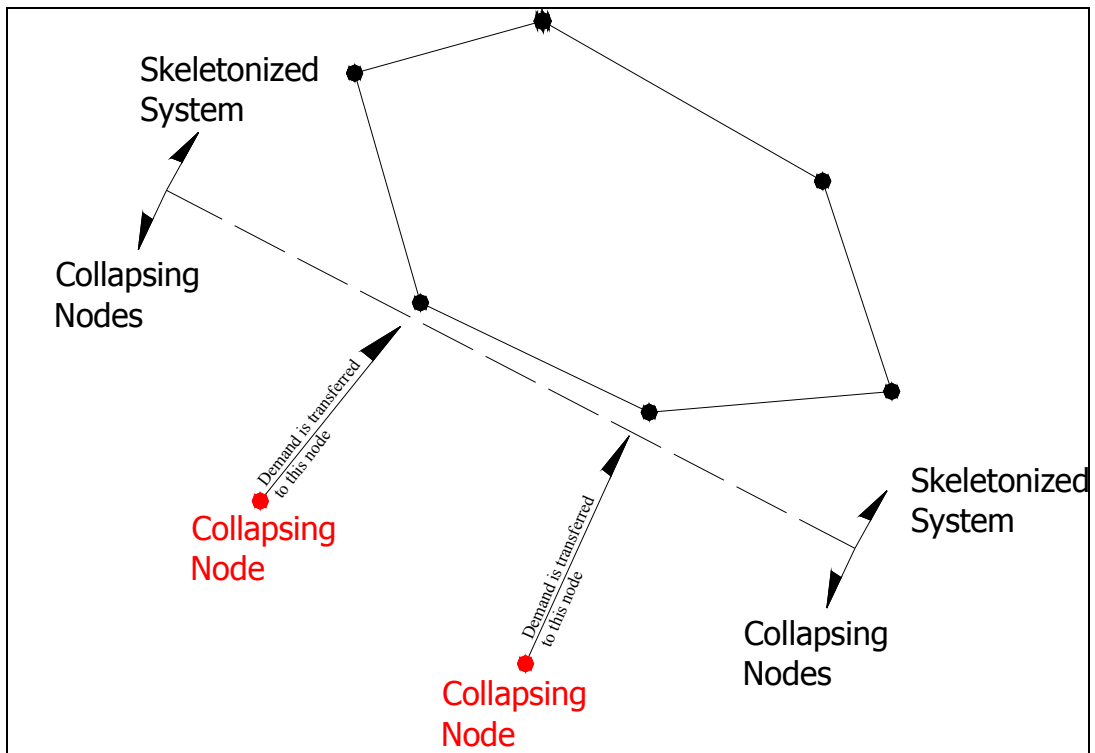 Skeletonized
System
Collapsing
Nodes
Demand is transferred
to this node
Collapsing
Node
Demand is transferred
to this node
Collapsing
Node
Skeletonized
System
Collapsing
Nodes